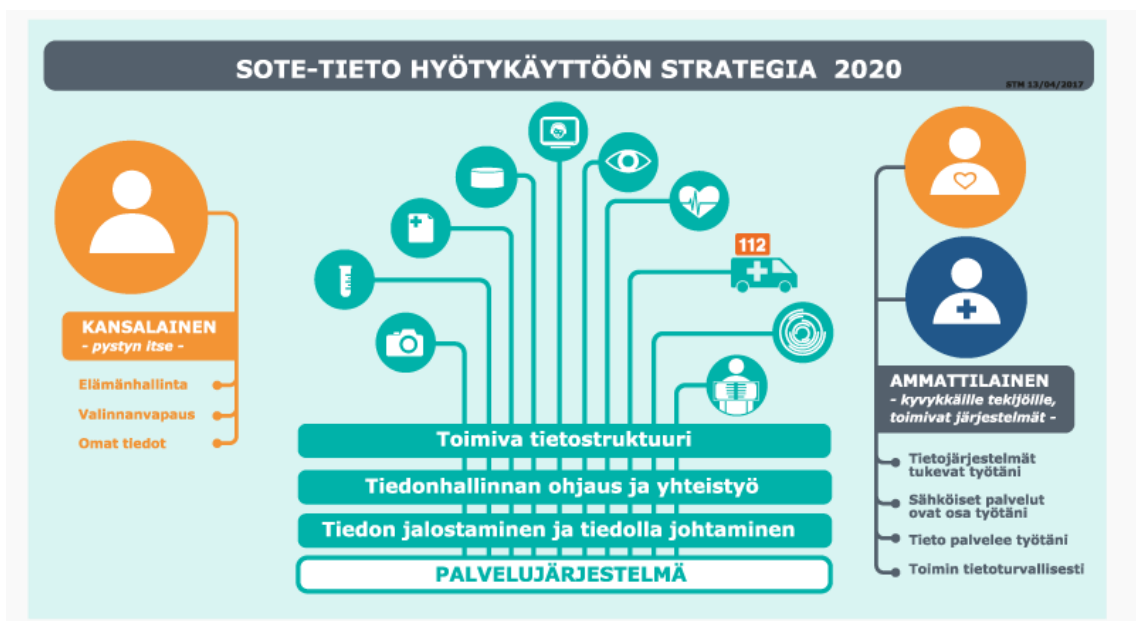 SOTE-TIETO HYÖTYKÄYTTÖÖN STRATEGIA 2020
STM 13/04/2017
KANSALAINEN
- pystyn itse -
Elämänhallinta
Valinnanvapaus
Omat tiedot
112
Toimiva tietostruktuuri
Tiedonhallinnan ohjaus ja yhteistyö
Tiedon jalostaminen ja tiedolla johtaminen
PALVELUJÄRJESTELMÄ
AMMATTILAINEN
- kyvykkäille tekijöille,
toimivat järjestelmät -
Tietojärjestelmät
tukevat työtäni
Sähköiset palvelut
ovat osa työtäni
Tieto palvelee työtäni
Toimin tietoturvallisesti